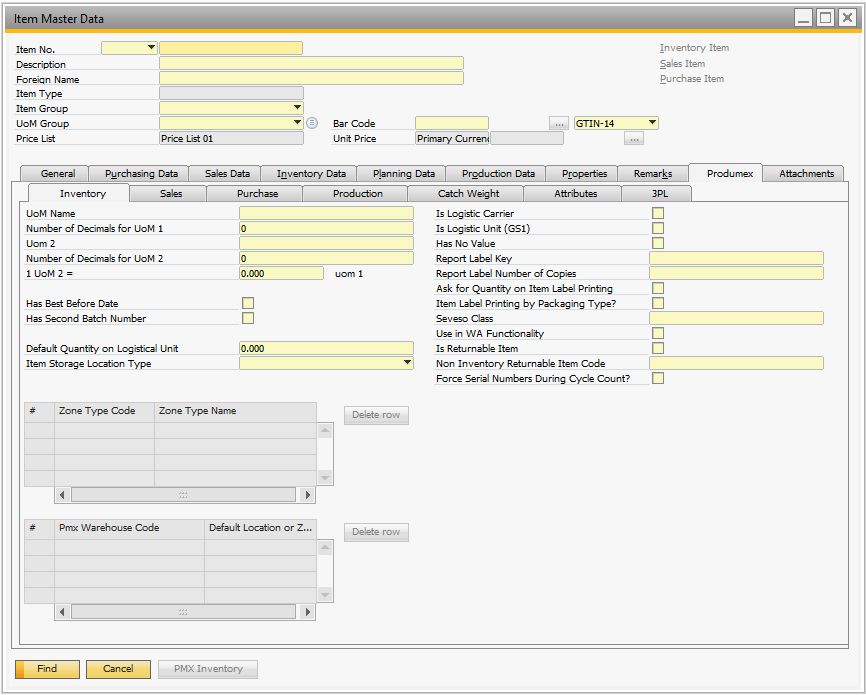 Item Master Data
Item No.
Inventory Item
Description
Sales Item
Foreign Name
Purchase Item
Item Type
Item Group
UoM Group
Bar Code
...
GTIN-14
Price List
Price List 01
Unit Price
Primary Curren
...
General
Purchasing Data
Sales Data
Inventory Data
Planning Data
Production Data
Properties
Remarks
Produmex
Attachments
Inventory
Sales
Purchase
Production
Catch Weight
Attributes
3PL
UoM Name
Number of Decimals for UoM 1
0
Uom 2
Number of Decimals for UoM 2
0
1 UoM 2 =
0.000
uom 1
Has Best Before Date
Has Second Batch Number
Default Quantity on Logistical Unit
0.000
Item Storage Location Type
Is Logistic Carrier
Is Logistic Unit (GS1)
Has No Value
Report Label Key
Report Label Number of Copies
Ask for Quantity on Item Label Printing
Item Label Printing by Packaging Type?
Seveso Class
Use in WA Functionality
Is Returnable Item
Non Inventory Returnable Item Code
Force Serial Numbers During Cycle Count?
#
Zone Type Code
Zone Type Name
Delete row
#
Pmx Warehouse Code
Default Location or Z...
Delete row
Find
Cancel
PMX Inventory